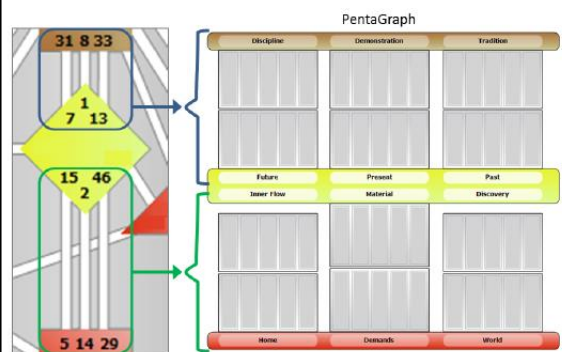 PentaGraph
31 8 33
1
7 13
15 46
2
5 14 29
Discipline Demonstration Tradition
Future Present Past
Inner Flow Material Discovery
Home Demands World